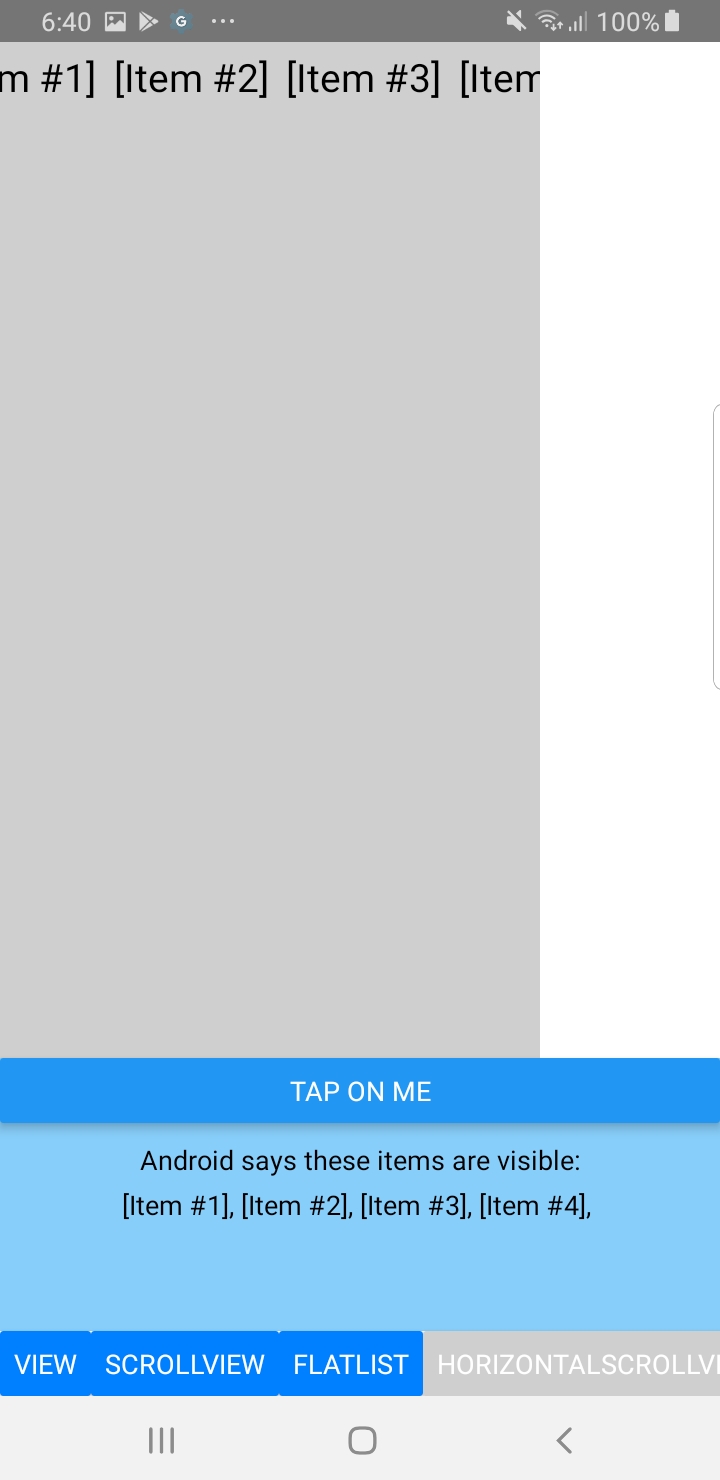 6:40 G ... 100%
m #1] [Item #2] [Item #3] [Item
TAP ON ME
Android says these items are visible:
[Item #1], [Item #2], [Item #3], [Item #4],
VIEW SCROLLVIEW FLATLIST HORIZONTALSCROLLVI